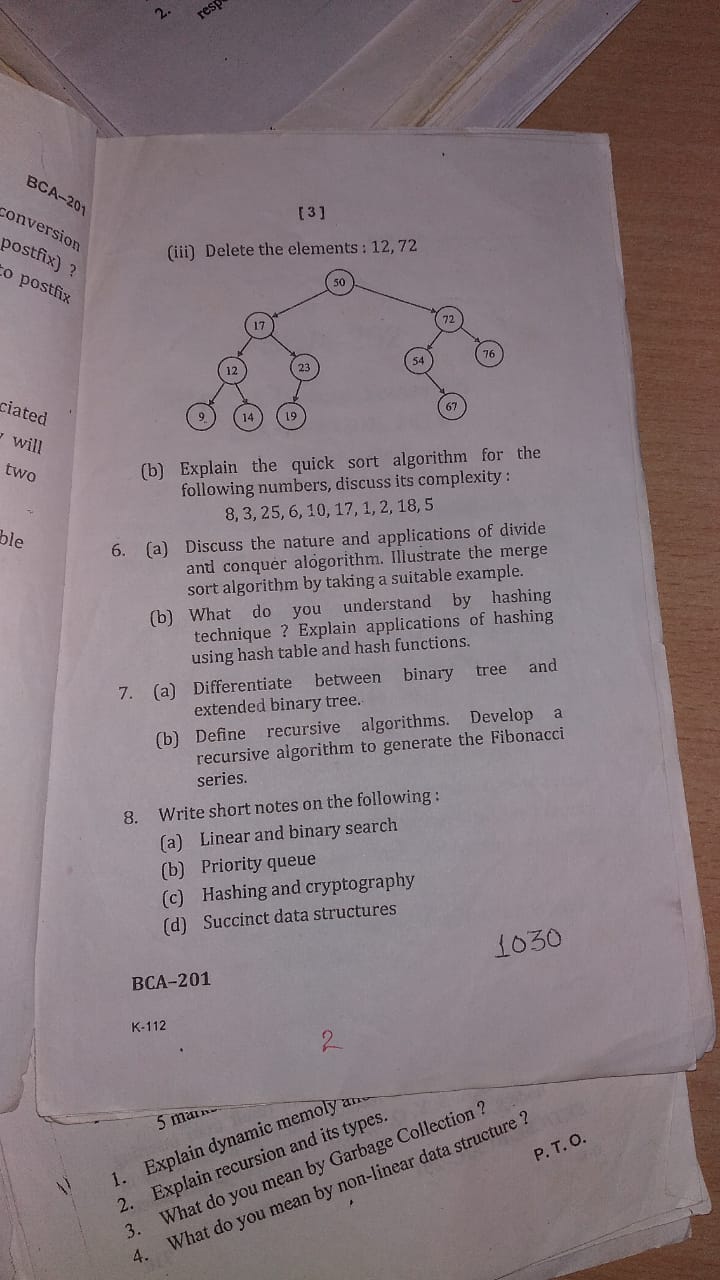 2.
resp
BCA–201
conversion
postfix) ?
to postfix
ciated
will
two
ble
[ 3 ]
(iii) Delete the elements : 12, 72
50
17
72
12
23
54
76
9
14
19
67
(b) Explain the quick sort algorithm for the
following numbers, discuss its complexity :
8, 3, 25, 6, 10, 17, 1, 2, 18, 5
6. (a) Discuss the nature and applications of divide
and conquer alogorithm. Illustrate the merge
sort algorithm by taking a suitable example.
(b) What do you understand by hashing
technique ? Explain applications of hashing
using hash table and hash functions.
7. (a) Differentiate between binary tree and
extended binary tree.
(b) Define recursive algorithms. Develop a
recursive algorithm to generate the Fibonacci
series.
8. Write short notes on the following :
(a) Linear and binary search
(b) Priority queue
(c) Hashing and cryptography
(d) Succinct data structures
1030
BCA–201
K-112
2
5
1. Explain dynamic memoly
2. Explain recursion and its types.
3. What do you mean by Garbage Collection ?
4. What do you mean by non-linear data structure ?
P. T. O.